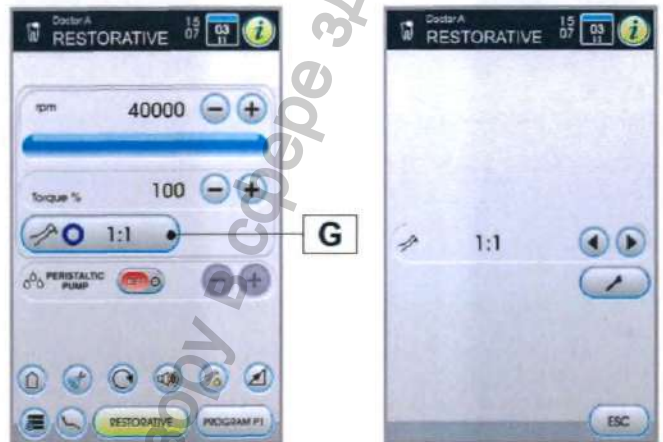 Doctor A
RESTORATIVE
15
07
03
11
i
rpm
40000
Torque %
100
1:1
G
PERISTALTIC
PUMP
RESTORATIVE
PROGRAM P1
Doctor A
RESTORATIVE
15
07
03
11
i
1:1
ESC